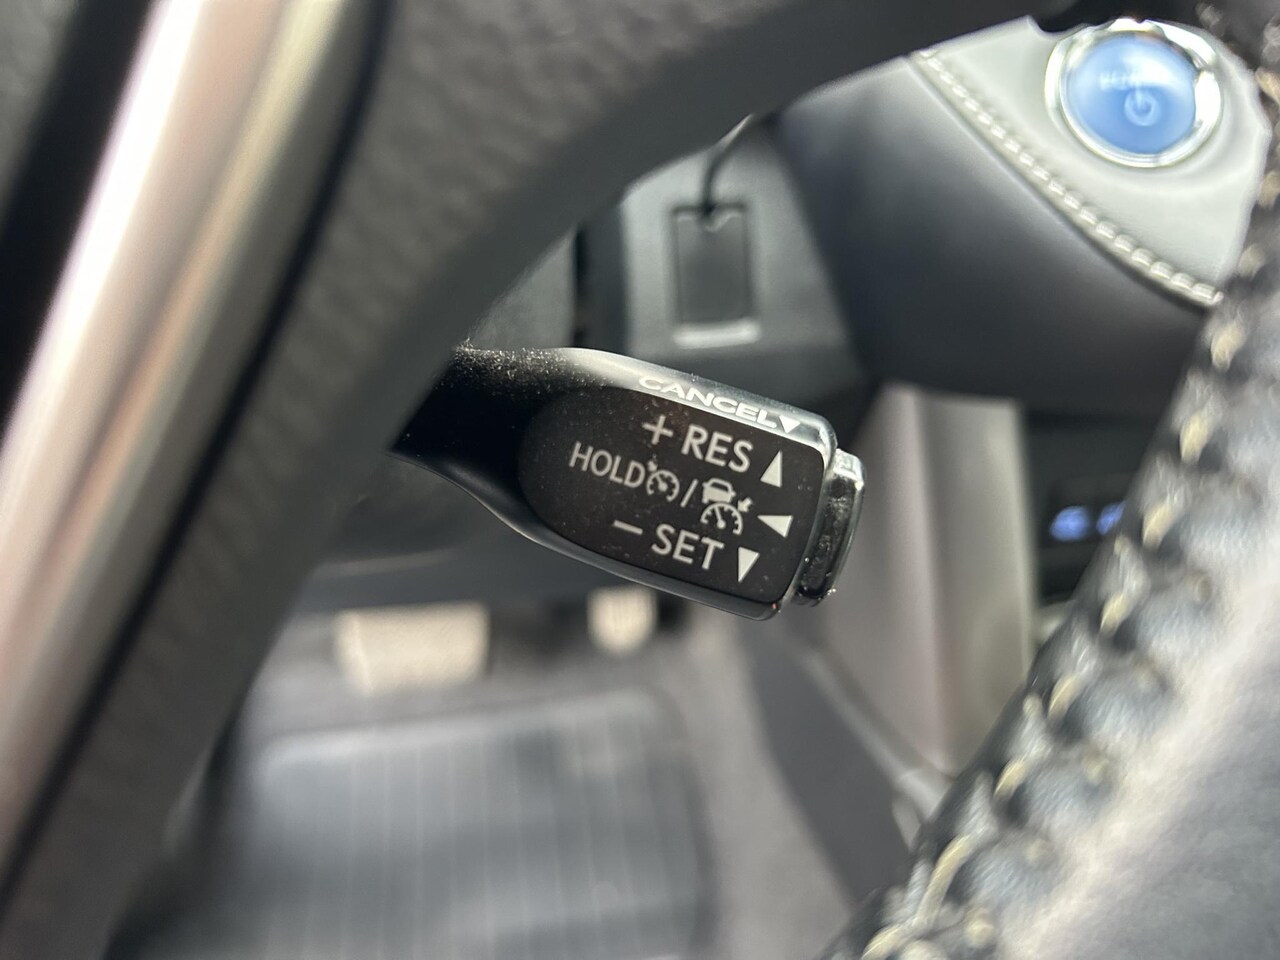 CANCEL▼
+ RES ▲
HOLD / ◀
− SET ▼